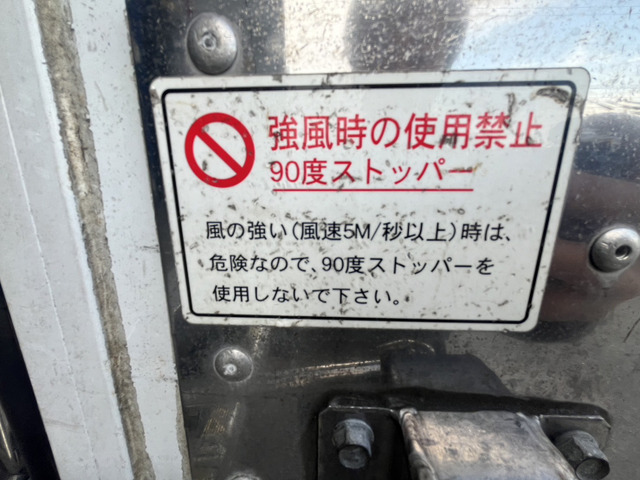 強風時の使用禁止
90度ストッパー
風の強い(風速5M/秒以上)時は、
危険なので、90度ストッパーを
使用しないで下さい。